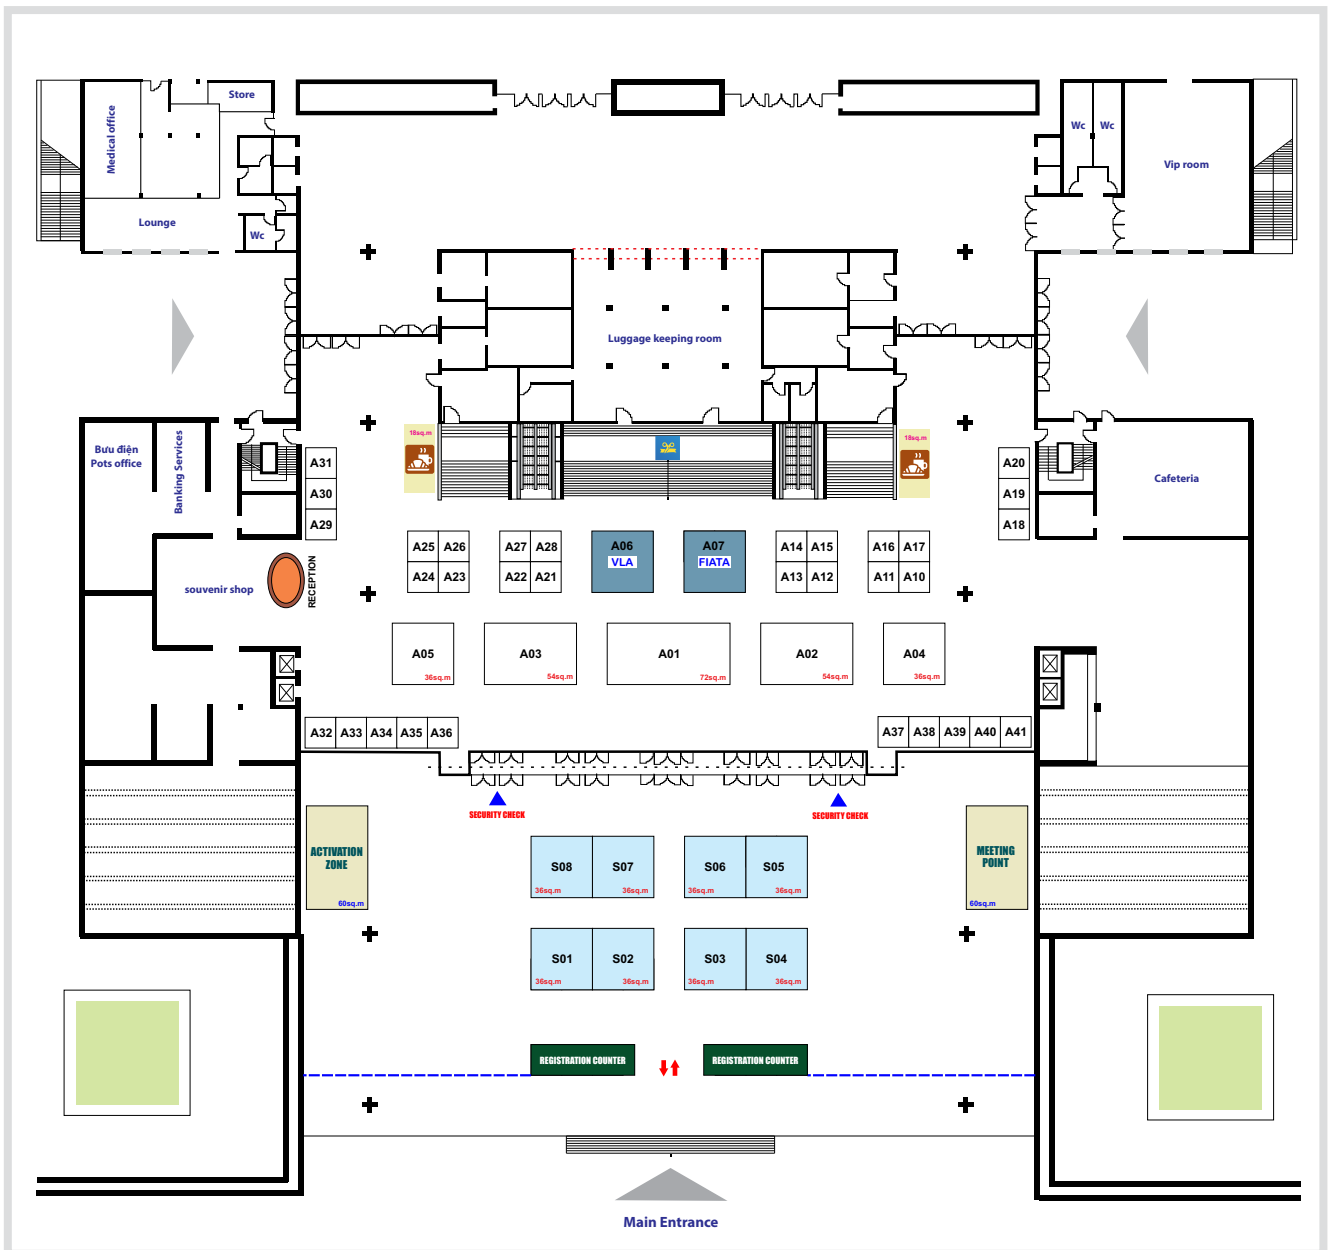 Store
Medical office
Lounge
Wc
Wc
Wc
Vip room
Luggage keeping room
18sq.m
18sq.m
Bưu điện
Pots office
Banking Services
Cafeteria
A31
A30
A29
A20
A19
A18
A25
A26
A27
A28
A06
VLA
A07
FIATA
A14
A15
A16
A17
A24
A23
A22
A21
A13
A12
A11
A10
souvenir shop
RECEPTION
A05
36sq.m
A03
54sq.m
A01
72sq.m
A02
54sq.m
A04
36sq.m
A32
A33
A34
A35
A36
A37
A38
A39
A40
A41
SECURITY CHECK
SECURITY CHECK
ACTIVATION
ZONE
60sq.m
MEETING
POINT
60sq.m
S08
36sq.m
S07
36sq.m
S06
36sq.m
S05
36sq.m
S01
36sq.m
S02
36sq.m
S03
36sq.m
S04
36sq.m
REGISTRATION COUNTER
REGISTRATION COUNTER
Main Entrance